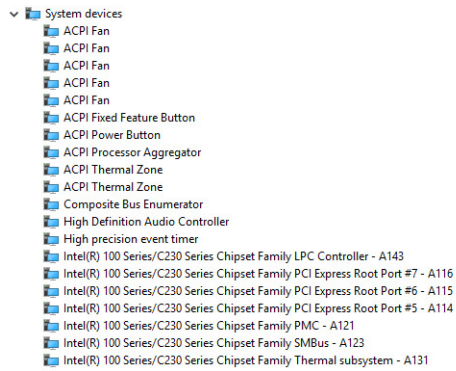 System devices
ACPI Fan
ACPI Fan
ACPI Fan
ACPI Fan
ACPI Fan
ACPI Fixed Feature Button
ACPI Power Button
ACPI Processor Aggregator
ACPI Thermal Zone
ACPI Thermal Zone
Composite Bus Enumerator
High Definition Audio Controller
High precision event timer
Intel(R) 100 Series/C230 Series Chipset Family LPC Controller - A143
Intel(R) 100 Series/C230 Series Chipset Family PCI Express Root Port #7 - A116
Intel(R) 100 Series/C230 Series Chipset Family PCI Express Root Port #6 - A115
Intel(R) 100 Series/C230 Series Chipset Family PCI Express Root Port #5 - A114
Intel(R) 100 Series/C230 Series Chipset Family PMC - A121
Intel(R) 100 Series/C230 Series Chipset Family SMBus - A123
Intel(R) 100 Series/C230 Series Chipset Family Thermal subsystem - A131